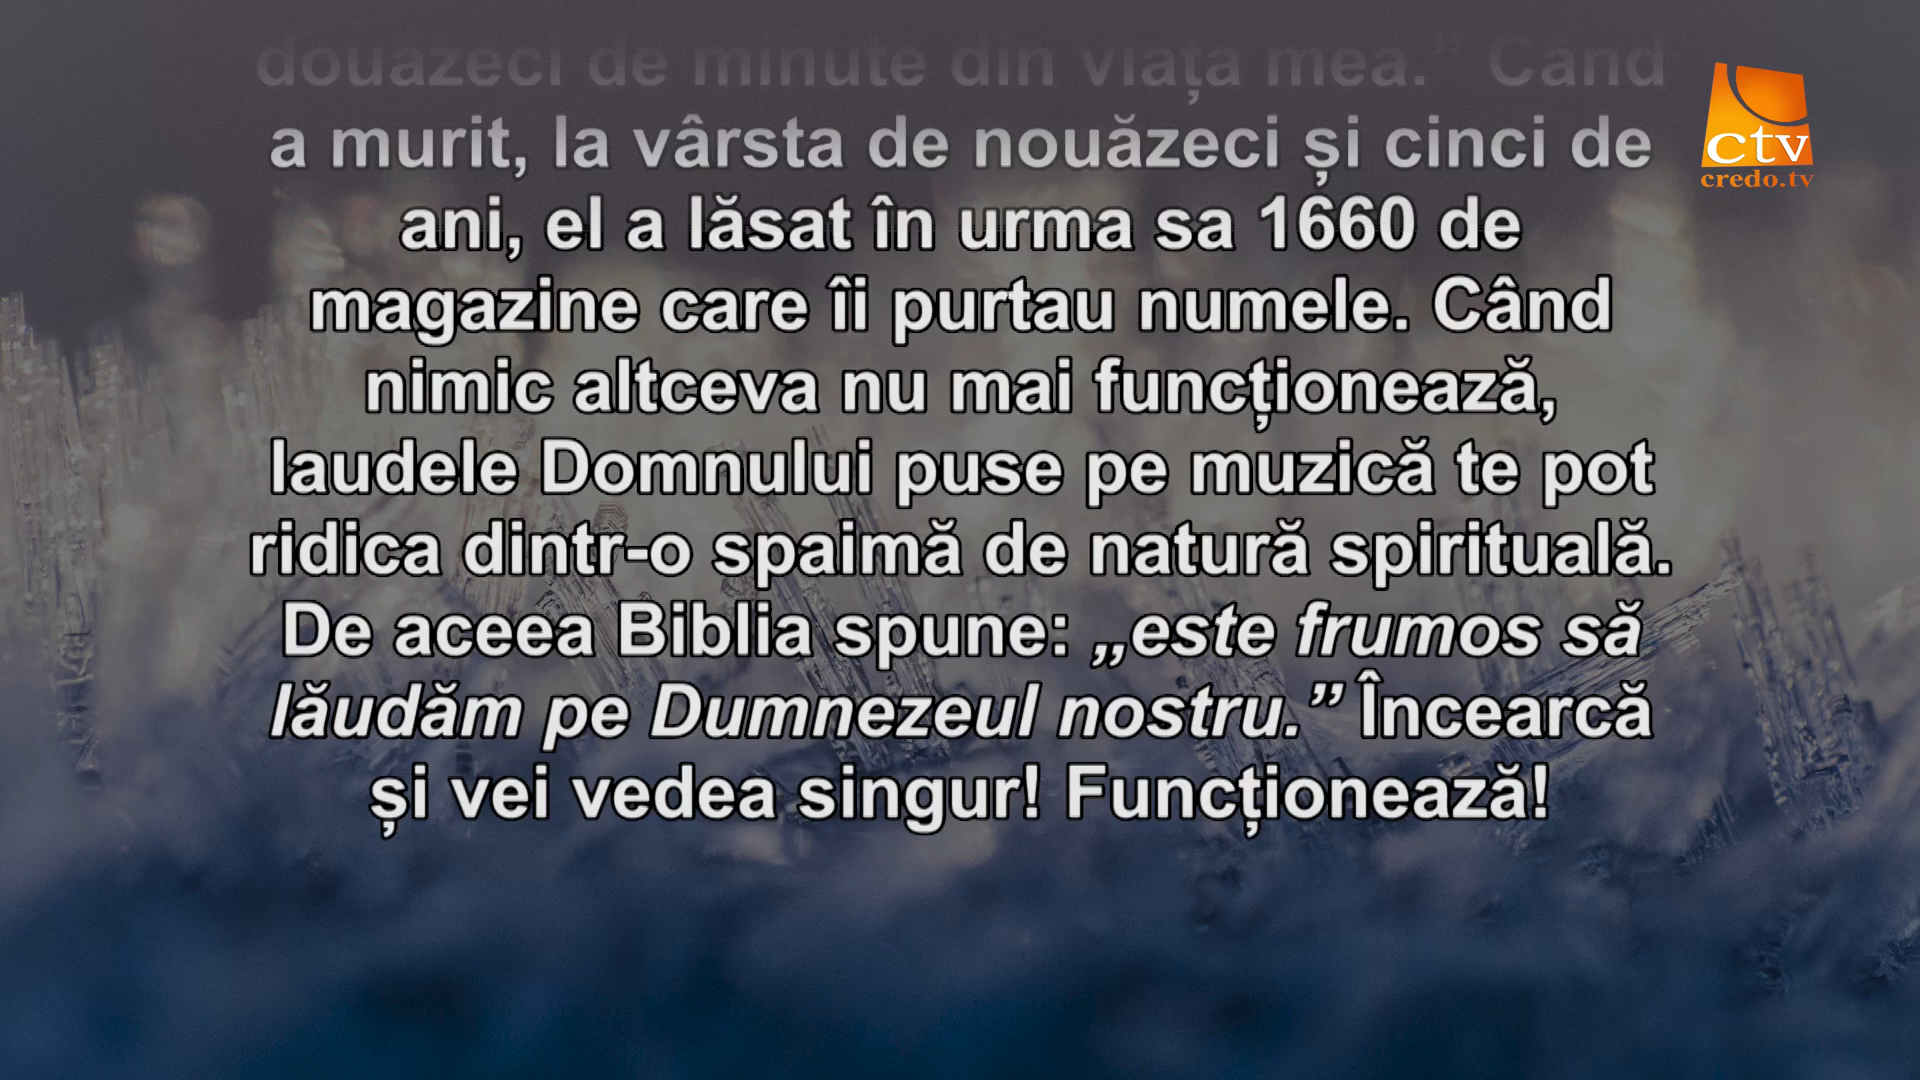 douăzeci de minute din viața mea.” Când
a murit, la vârsta de nouăzeci și cinci de
ani, el a lăsat în urma sa 1660 de
magazine care îi purtau numele. Când
nimic altceva nu mai funcționează,
laudele Domnului puse pe muzică te pot
ridica dintr-o spaimă de natură spirituală.
De aceea Biblia spune: „este frumos să
lăudăm pe Dumnezeul nostru.” Încearcă
și vei vedea singur! Funcționează!
ctv
credo.tv